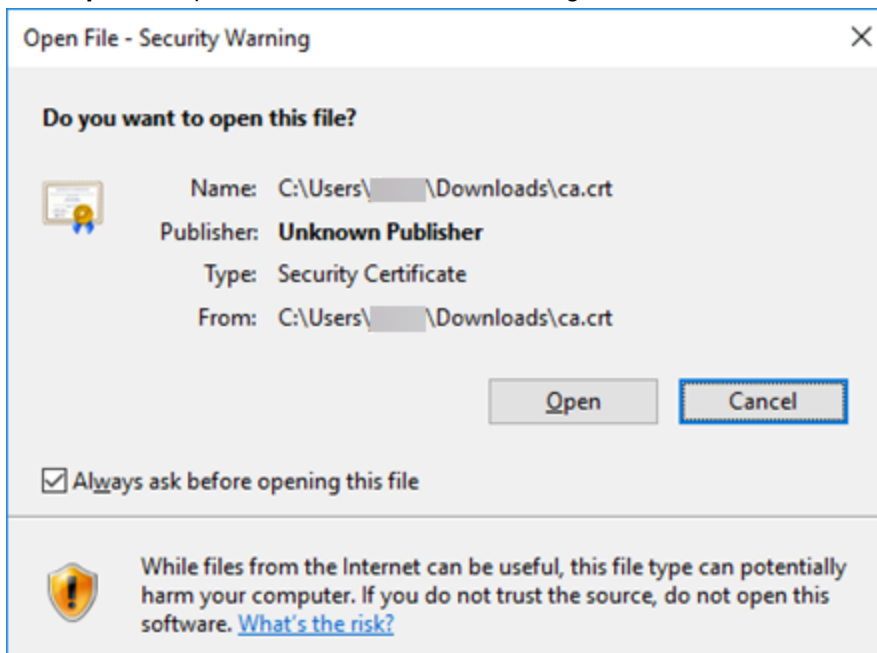 Open File - Security Warning
Do you want to open this file?
Name: C:\Users\ \Downloads\ca.crt
Publisher: Unknown Publisher
Type: Security Certificate
From: C:\Users\ \Downloads\ca.crt
Open Cancel
Always ask before opening this file
While files from the Internet can be useful, this file type can potentially
harm your computer. If you do not trust the source, do not open this
software. What's the risk?